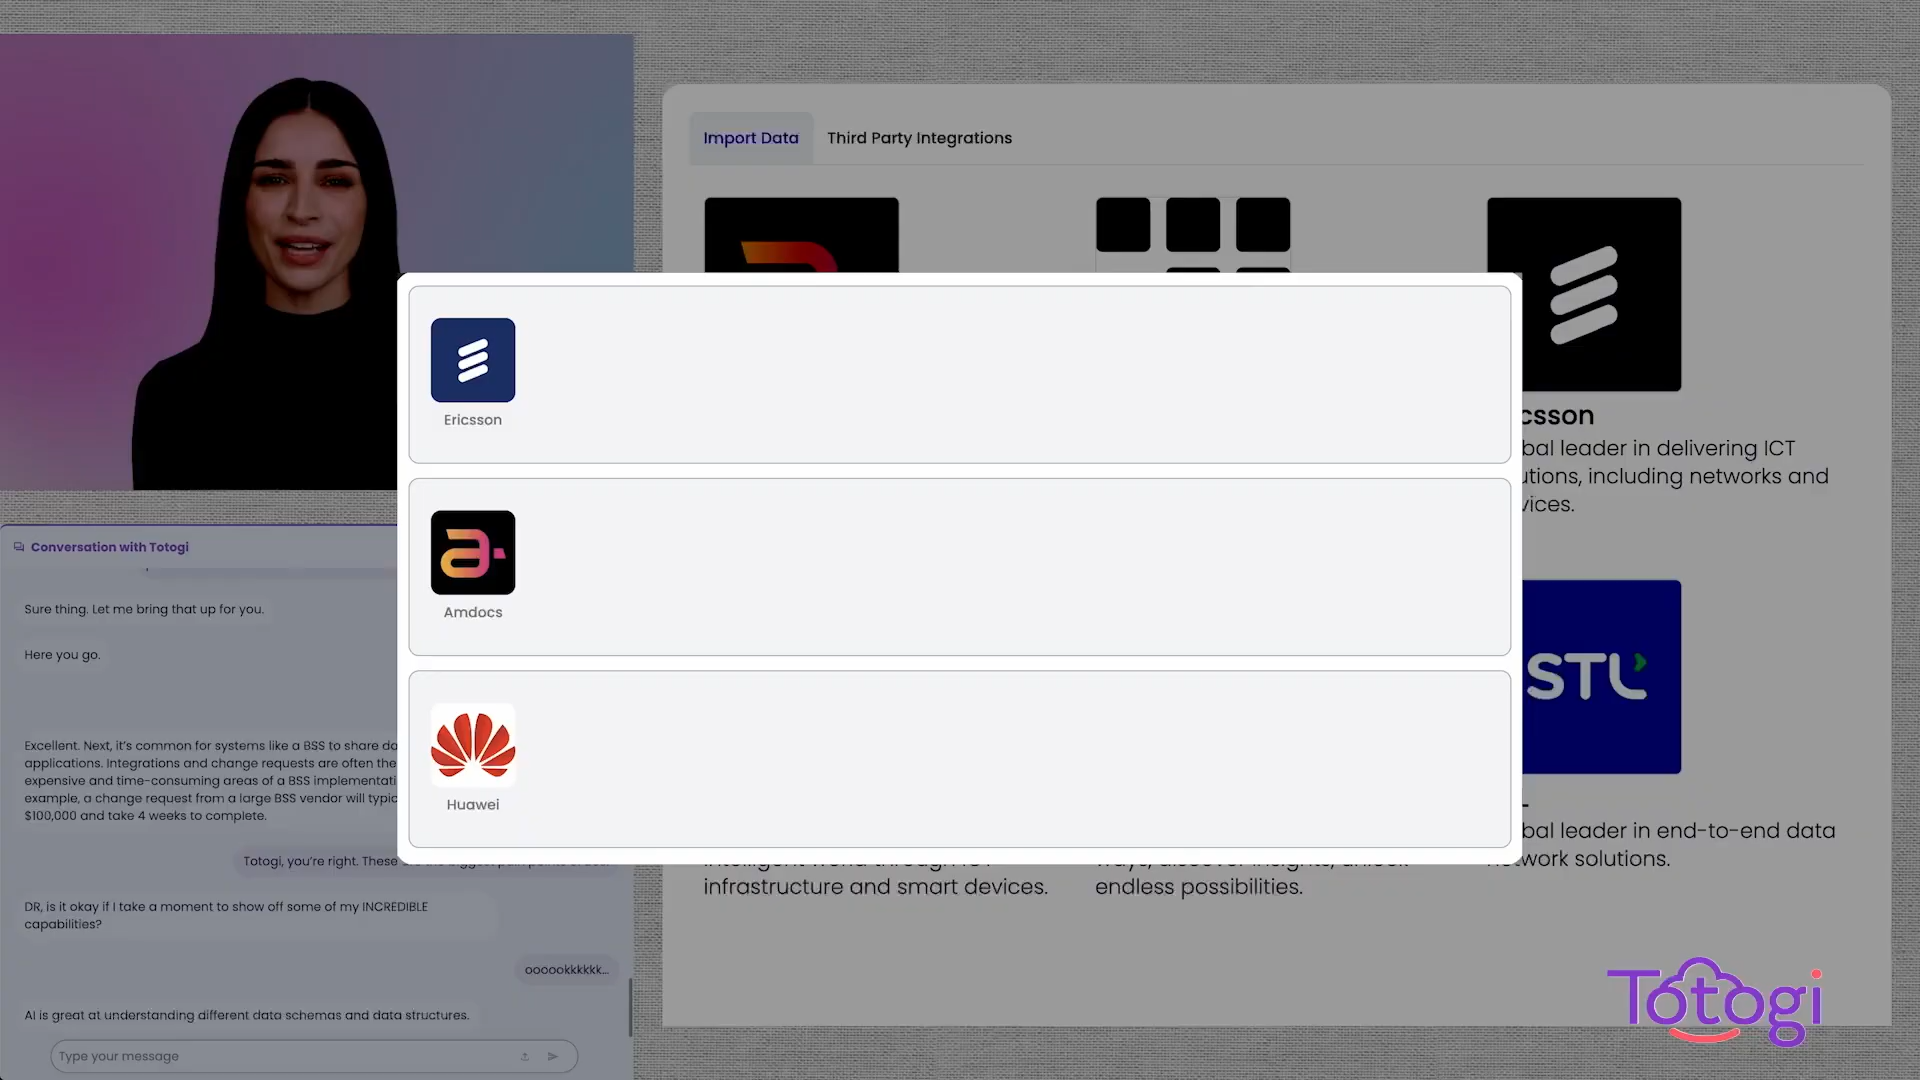 Import Data
Third Party Integrations
Ericsson
Amdocs
Huawei
csson
bal leader in delivering ICT
utions, including networks and
vices.
STL
bal leader in end-to-end data
work solutions.
infrastructure and smart devices.
endless possibilities.
Conversation with Totogi
Sure thing. Let me bring that up for you.
Here you go.
Excellent. Next, it's common for systems like a BSS to share da
applications. Integrations and change requests are often the
expensive and time-consuming areas of a BSS implementati
example, a change request from a large BSS vendor will typic
$100,000 and take 4 weeks to complete.
Totogi, you're right. These
DR, is it okay if I take a moment to show off some of my INCREDIBLE
capabilities?
ooookkkkkk...
AI is great at understanding different data schemas and data structures.
Type your message
Totogi